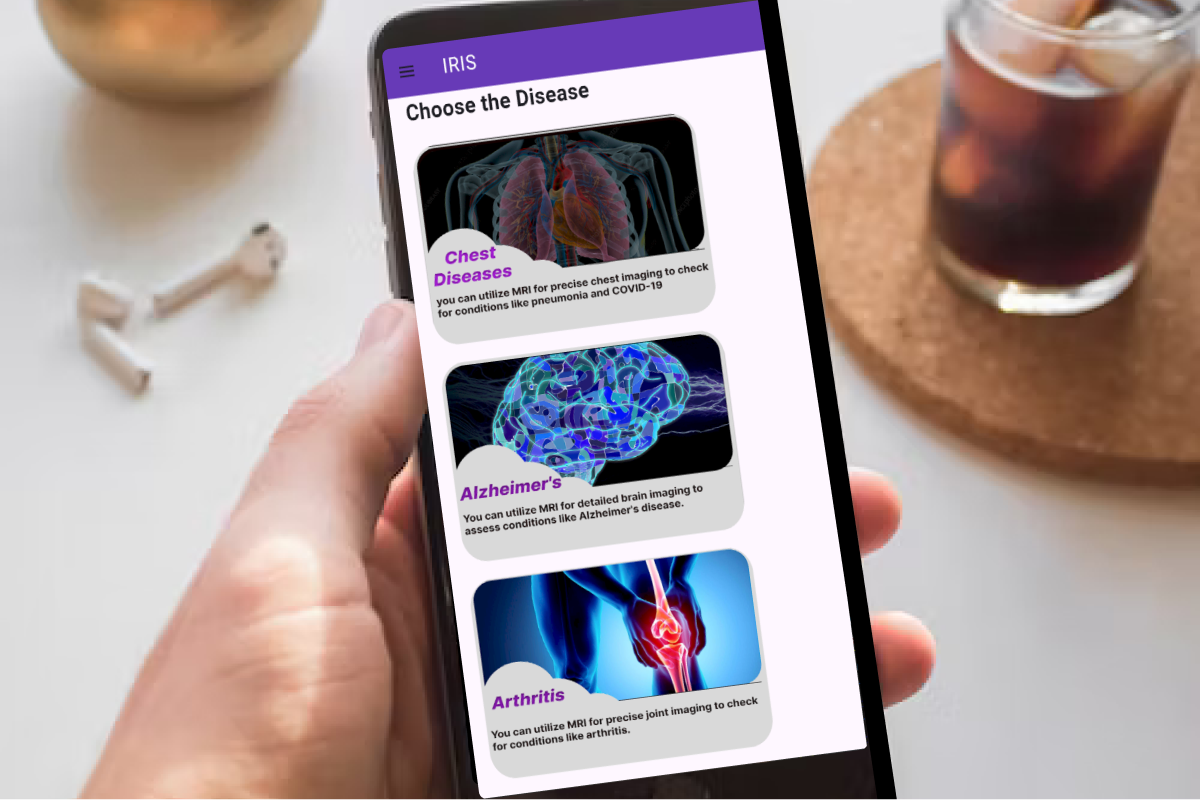 IRIS
Choose the Disease
Chest
Diseases
you can utilize MRI for precise chest imaging to check
for conditions like pneumonia and COVID-19
Alzheimer's
You can utilize MRI for detailed brain imaging to
assess conditions like Alzheimer's disease.
Arthritis
You can utilize MRI for precise joint imaging to check
for conditions like arthritis.